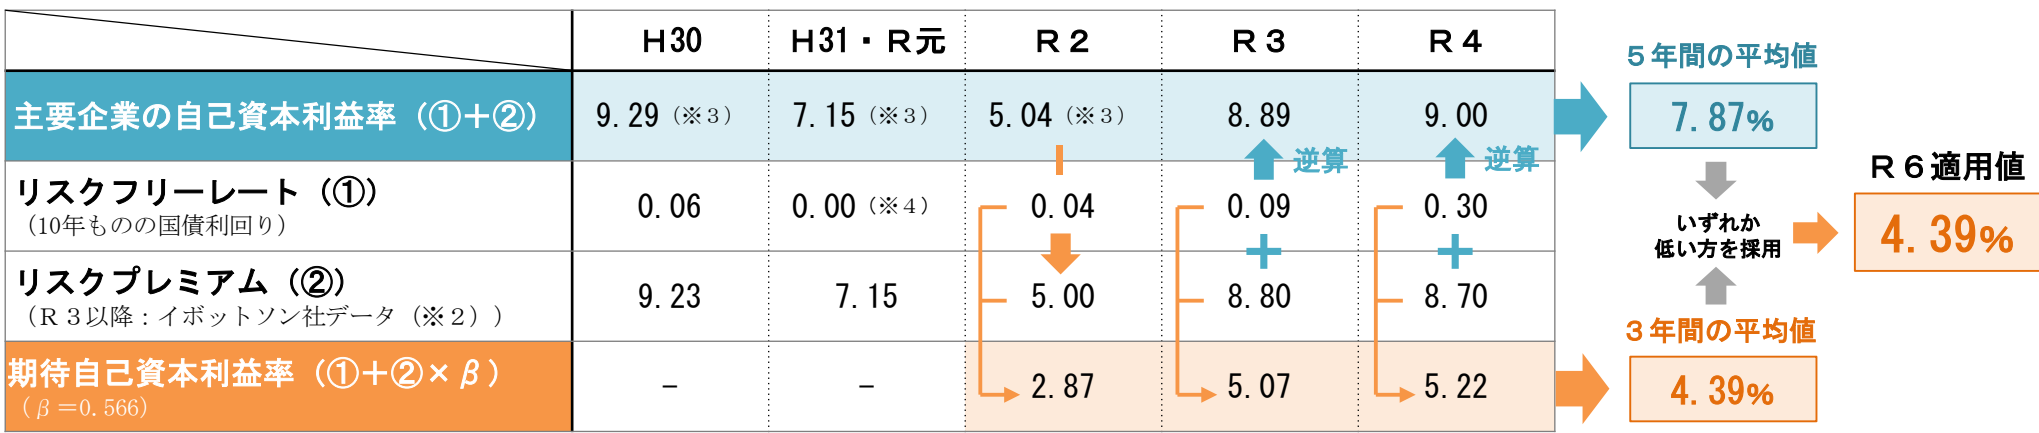 H30 H31・R元 R2 R3 R4
５年間の平均値
主要企業の自己資本利益率（①＋②） 9.29（※３） 7.15（※３） 5.04（※３） 8.89 9.00 7.87%
逆算 逆算
R６適用値
リスクフリーレート（①） 0.06 0.00（※４） 0.04 0.09 0.30
（10年ものの国債利回り）
いずれか
低い方を採用
4.39%
＋ ＋
リスクプレミアム（②） 9.23 7.15 5.00 8.80 8.70
（Ｒ３以降：イボットソン社データ（※２））
３年間の平均値
期待自己資本利益率（①＋②×β） － － 2.87 5.07 5.22 4.39%
（β＝0.566）